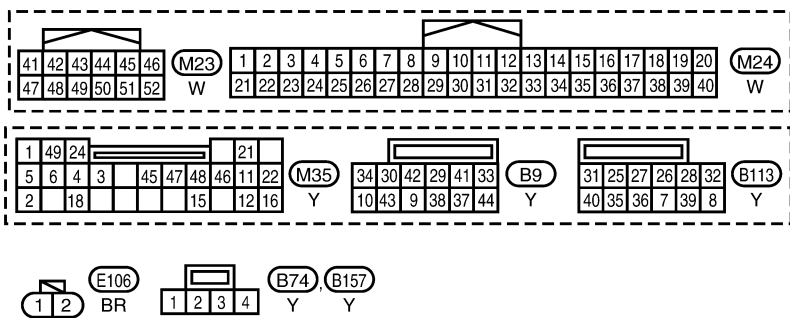 41 42 43 44 45 46 M23 1 2 3 4 5 6 7 8 9 10 11 12 13 14 15 16 17 18 19 20 M24
47 48 49 50 51 52 W 21 22 23 24 25 26 27 28 29 30 31 32 33 34 35 36 37 38 39 40 W
1 49 24 21
5 6 4 3 45 47 48 46 11 22 M35 34 30 42 29 41 33 B9 31 25 27 26 28 32 B113
2 18 15 12 16 Y 10 43 9 38 37 44 Y 40 35 36 7 39 8 Y
1 2 E106 BR 1 2 3 4 B74 , B157
Y Y